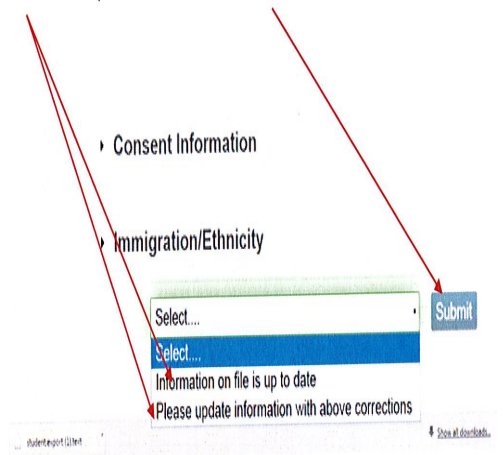 Consent Information
Immigration/Ethnicity
Select....
Submit
Select....
Information on file is up to date
Please update information with above corrections
Show all downloads...